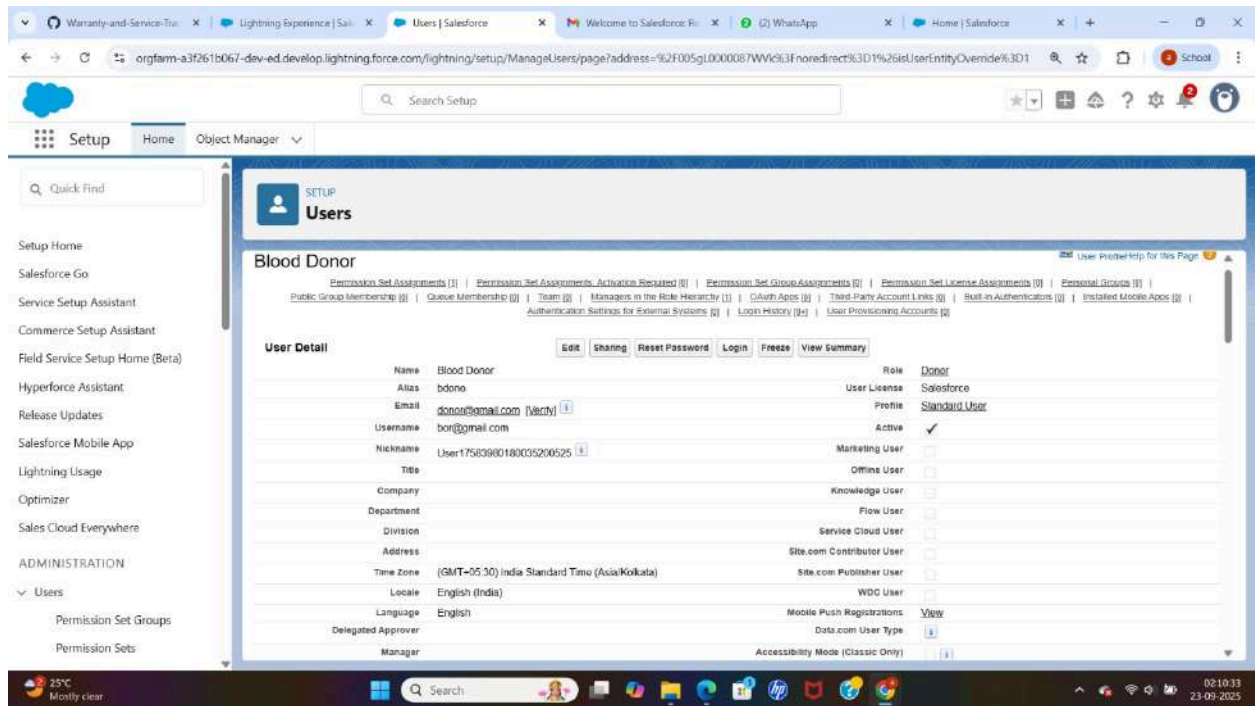 Warranty-and-Service-Tra
Lightning Experience | Sal
Users | Salesforce
Welcome to Salesforce: Fi
(2) WhatsApp
Home | Salesforce
orgfarm-a3f261b067-dev-ed.develop.lightning.force.com/lightning/setup/ManageUsers/page?address=%2F005gL0000087WVk%3Fnoredirect%3D1%26isUserEntityOverride%3D1
School
Search Setup
2
Setup
Home
Object Manager
Quick Find
Setup Home
Salesforce Go
Service Setup Assistant
Commerce Setup Assistant
Field Service Setup Home (Beta)
Hyperforce Assistant
Release Updates
Salesforce Mobile App
Lightning Usage
Optimizer
Sales Cloud Everywhere
ADMINISTRATION
Users
Permission Set Groups
Permission Sets
SETUP
Users
Blood Donor
User Profile Help for this Page
Permission Set Assignments [1] | Permission Set Assignments: Activation Required [0] | Permission Set Group Assignments [0] | Permission Set License Assignments [0] | Personal Groups [0] |
Public Group Membership [0] | Queue Membership [0] | Team [0] | Managers in the Role Hierarchy [1] | OAuth Apps [0] | Third-Party Account Links [0] | Built-in Authenticators [0] | Installed Mobile Apps [0] |
Authentication Settings for External Systems [0] | Login History [0+] | User Provisioning Accounts [0]
User Detail
Edit Sharing Reset Password Login Freeze View Summary
Name Blood Donor Role Donor
Alias bdono User License Salesforce
Email donor@gmail.com [Verify] i Profile Standard User
Username bor@gmail.com Active ✓
Nickname User17583980180035200525 i Marketing User
Title Offline User
Company Knowledge User
Department Flow User
Division Service Cloud User
Address Site.com Contributor User
Time Zone (GMT+05:30) India Standard Time (Asia/Kolkata) Site.com Publisher User
Locale English (India) WDC User
Language English Mobile Push Registrations View
Delegated Approver Data.com User Type i
Manager Accessibility Mode (Classic Only) i
2
25°C
Mostly clear
Search
02:10:33
23-09-2025